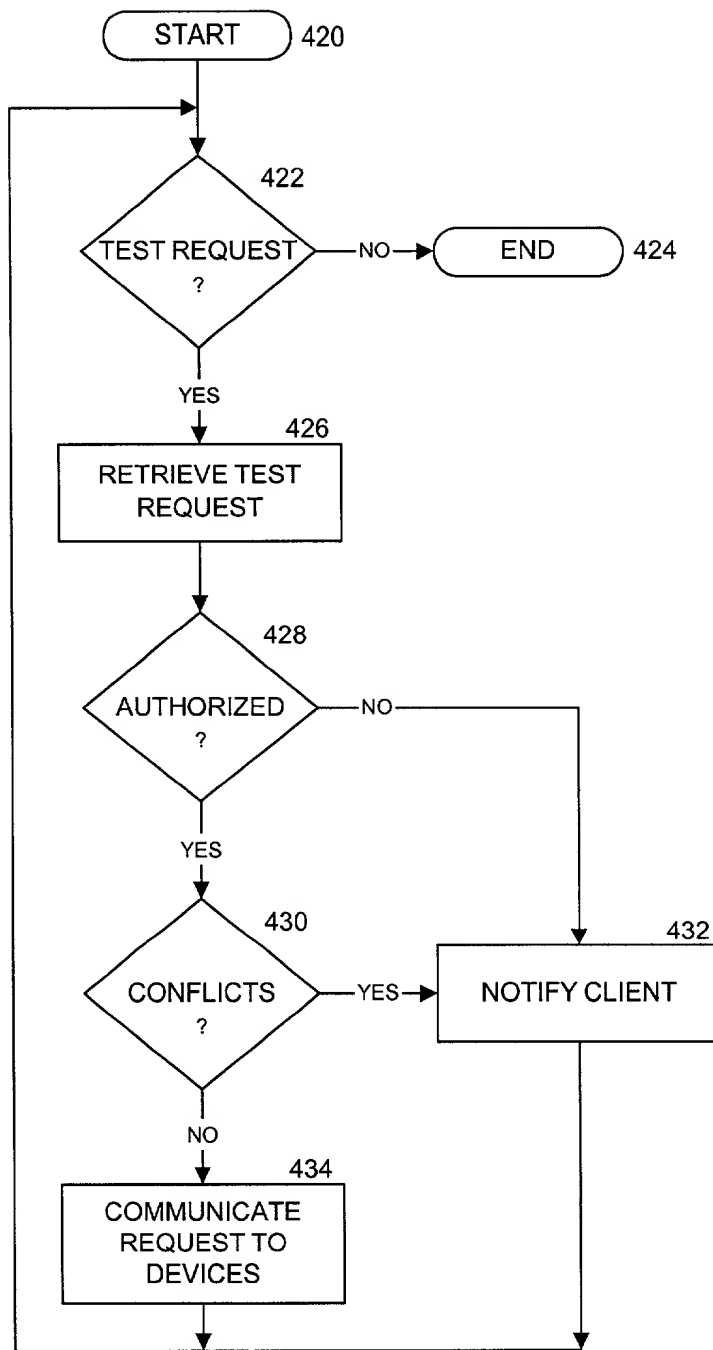 START 420
422
TEST REQUEST
?
NO
END 424
YES
426
RETRIEVE TEST
REQUEST
428
AUTHORIZED
?
NO
YES
430
CONFLICTS
?
YES
432
NOTIFY CLIENT
NO
434
COMMUNICATE
REQUEST TO
DEVICES